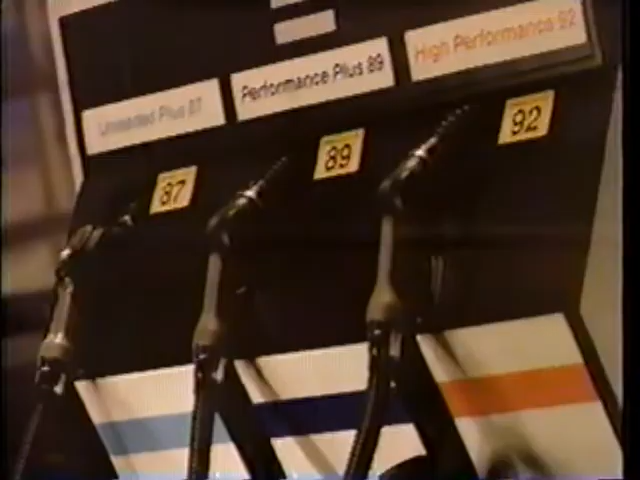 Unleaded Plus 87
Performance Plus 89
High Performance 92
87
89
92